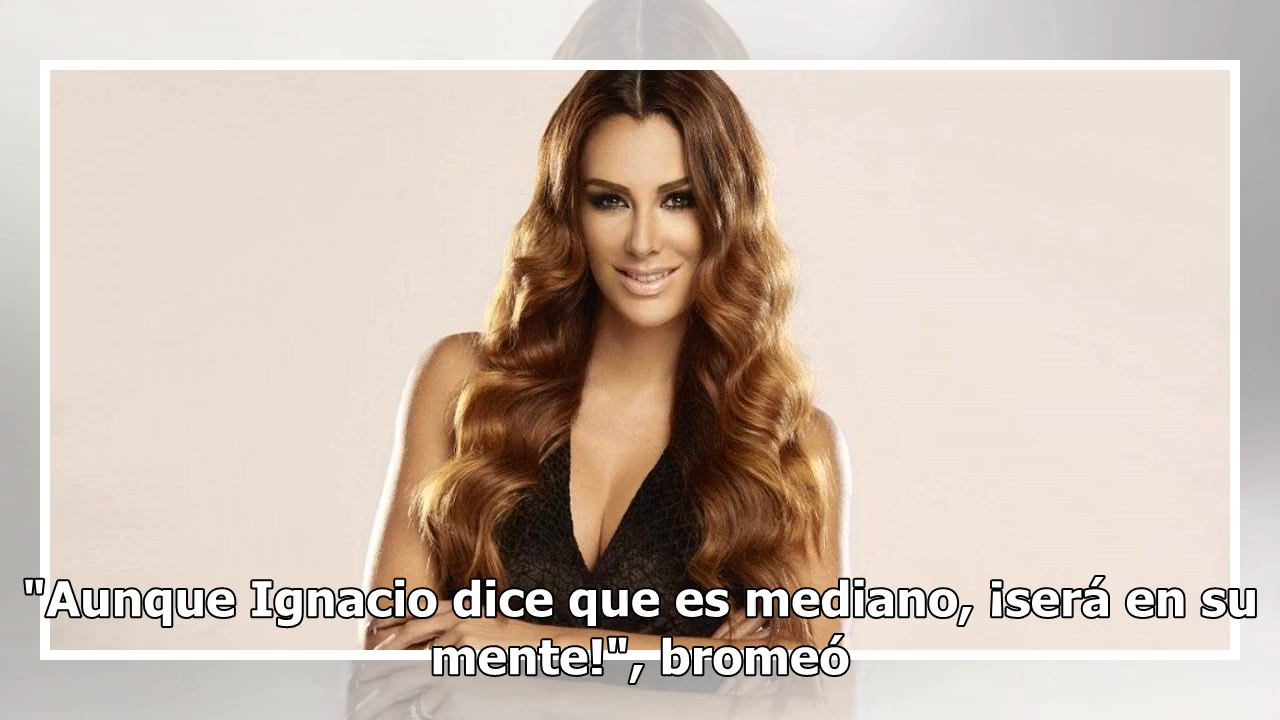 "Aunque Ignacio dice que es mediano, ¡será en su
mente!", bromeó